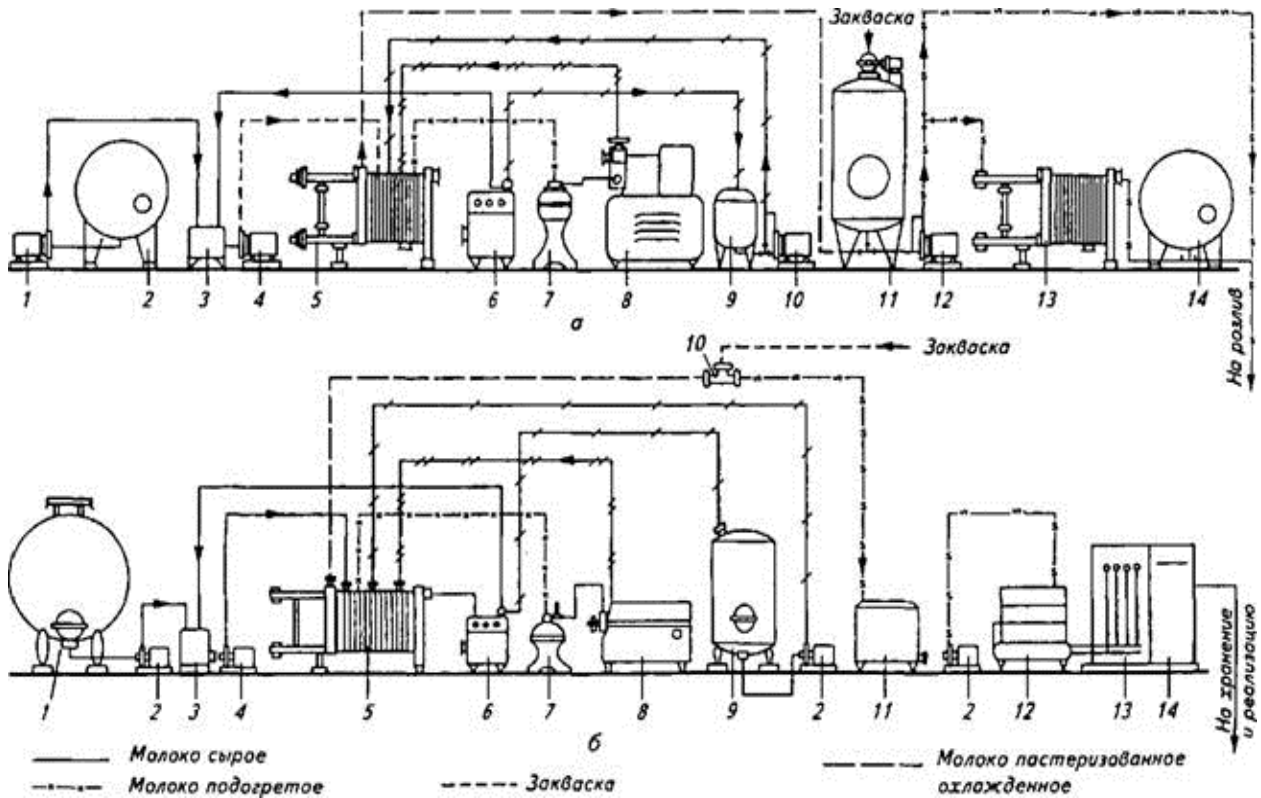 Закваска
1 2 3 4 5 6 7 8 9 10 11 12 13 14
а
На розлив
10
Закваска
1 2 3 4 5 6 7 8 9 2 11 2 12 13 14
б
На хранение
и реализацию
Молоко сырое
Молоко подогретое
Закваска
Молоко пастеризованное
охлажденное